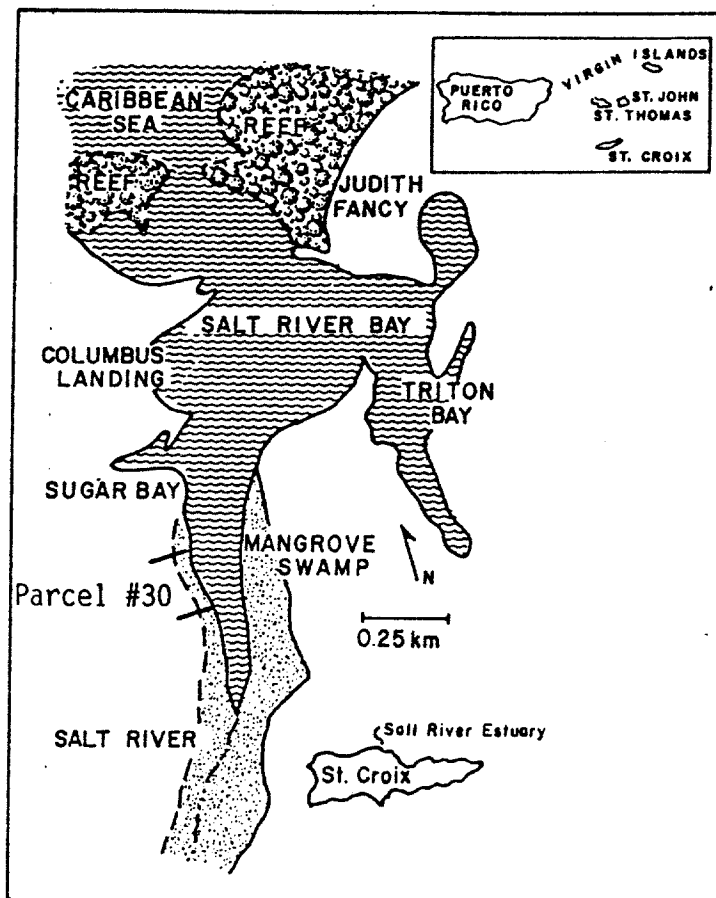 CARIBBEAN
SEA
REEF
REEF
JUDITH
FANCY
VIRGIN ISLANDS
PUERTO
RICO
ST. JOHN
ST. THOMAS
ST. CROIX
SALT RIVER BAY
COLUMBUS
LANDING
TRITON
BAY
SUGAR BAY
MANGROVE
SWAMP
N
Parcel #30
0.25 km
SALT RIVER
Salt River Estuary
St. Croix